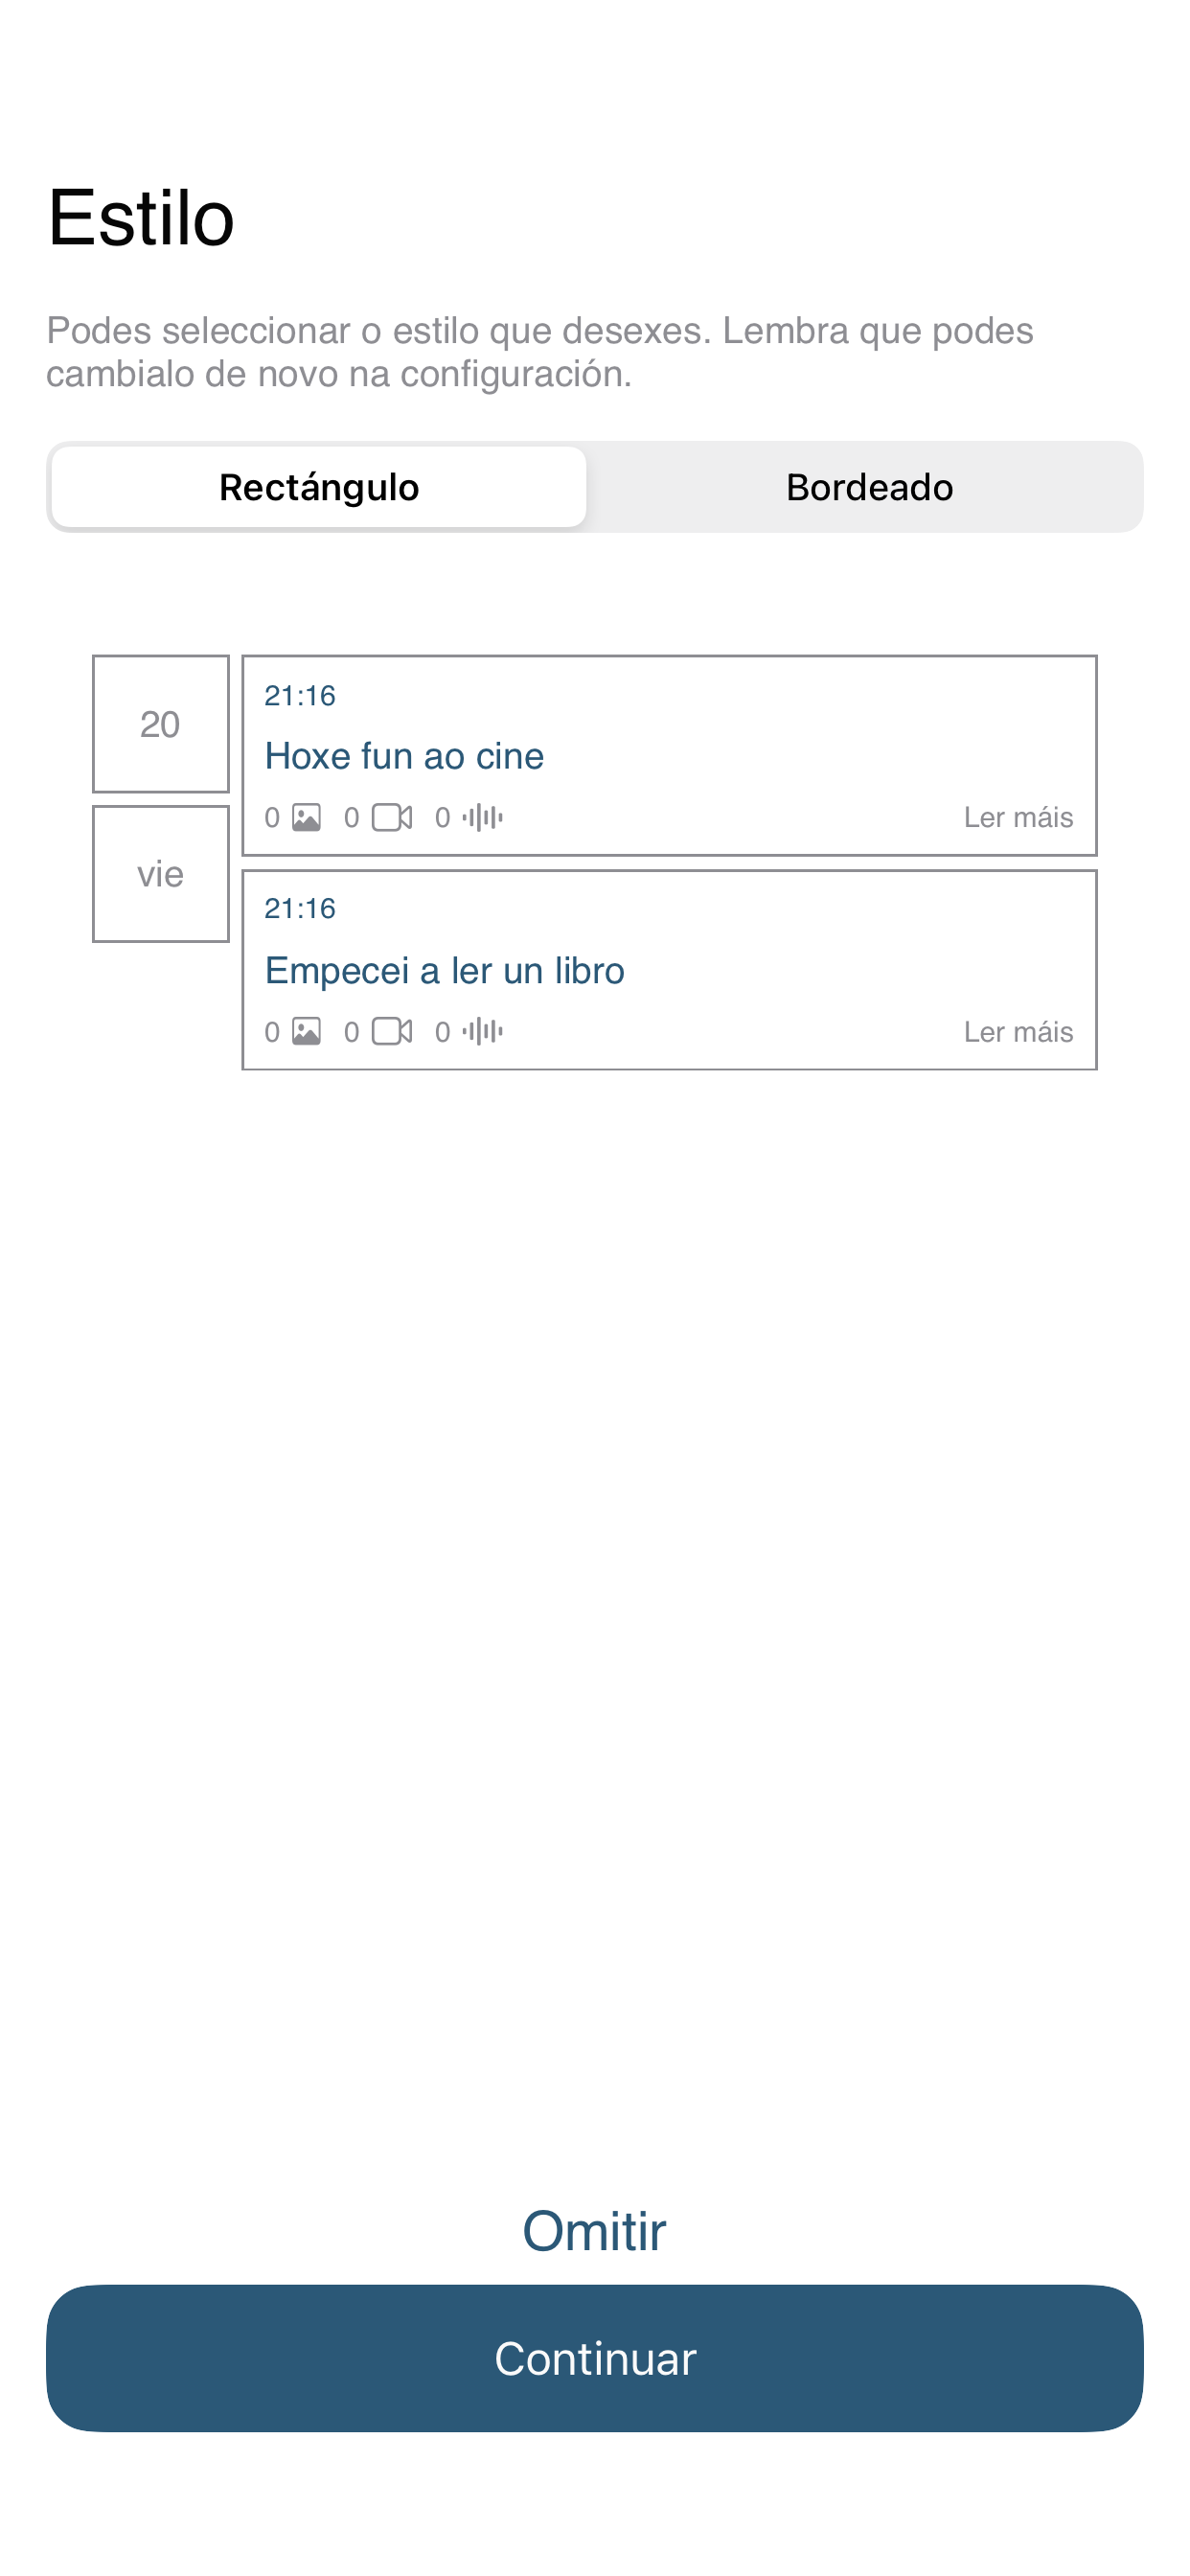 Estilo
Podes seleccionar o estilo que desexes. Lembra que podes
cambialo de novo na configuración.
Rectángulo
Bordeado
20
vie
21:16
Hoxe fun ao cine
0 0 0
Ler máis
21:16
Empecei a ler un libro
0 0 0
Ler máis
Omitir
Continuar